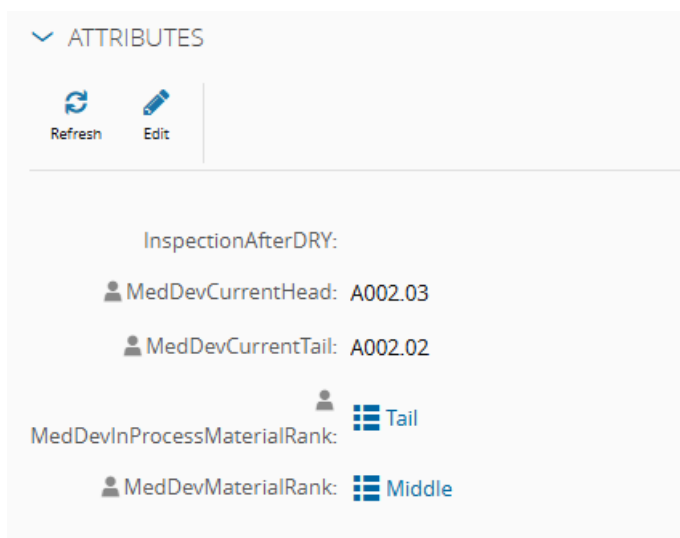 ATTRIBUTES
Refresh Edit
InspectionAfterDRY:
MedDevCurrentHead: A002.03
MedDevCurrentTail: A002.02
MedDevInProcessMaterialRank: Tail
MedDevMaterialRank: Middle